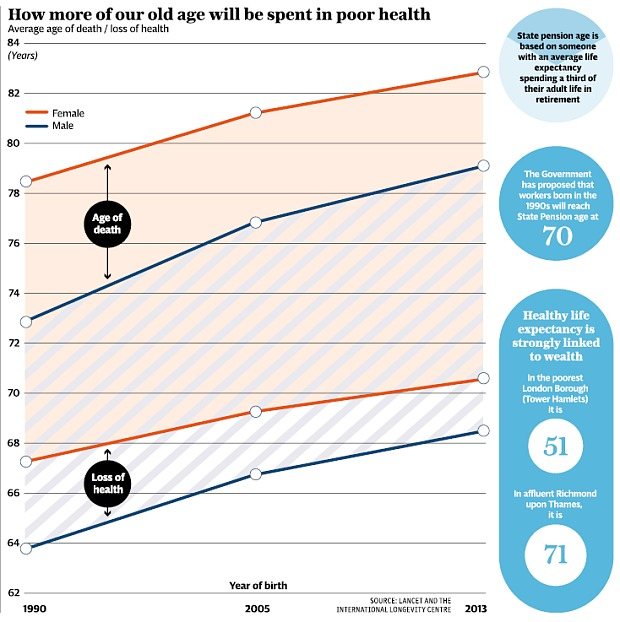 How more of our old age will be spent in poor health
Average age of death / loss of health
84
(Years)
82
80
78
76
74
72
70
68
66
64
62
Female
Male
Age of
death
Loss of
health
Year of birth
1990
2005
2013
SOURCE: LANCET AND THE
INTERNATIONAL LONGEVITY CENTRE
State pension age is
based on someone
with an average life
expectancy
spending a third of
their adult life in
retirement
The Government
has proposed that
workers born in the
1990s will reach
State Pension age at
70
Healthy life
expectancy is
strongly linked
to wealth
In the poorest
London Borough
(Tower Hamlets)
it is
51
In affluent Richmond
upon Thames,
it is
71